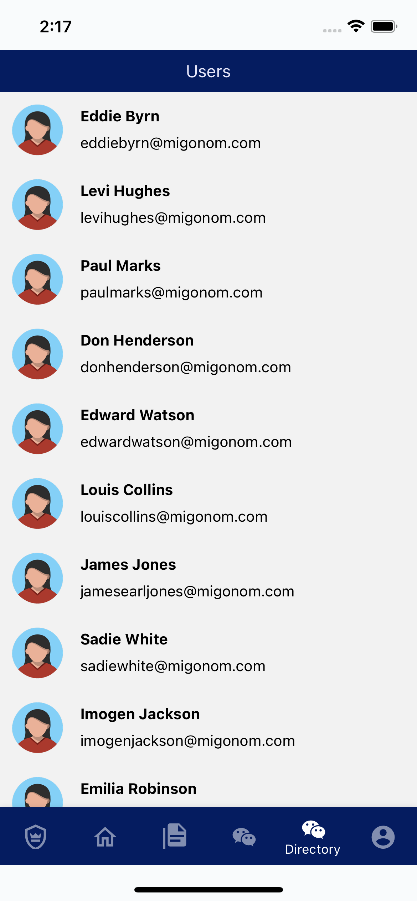 2:17
Users
Eddie Byrn
eddiebyrn@migonom.com
Levi Hughes
levihughes@migonom.com
Paul Marks
paulmarks@migonom.com
Don Henderson
donhenderson@migonom.com
Edward Watson
edwardwatson@migonom.com
Louis Collins
louiscollins@migonom.com
James Jones
jamesearljones@migonom.com
Sadie White
sadiewhite@migonom.com
Imogen Jackson
imogenjackson@migonom.com
Emilia Robinson
Directory